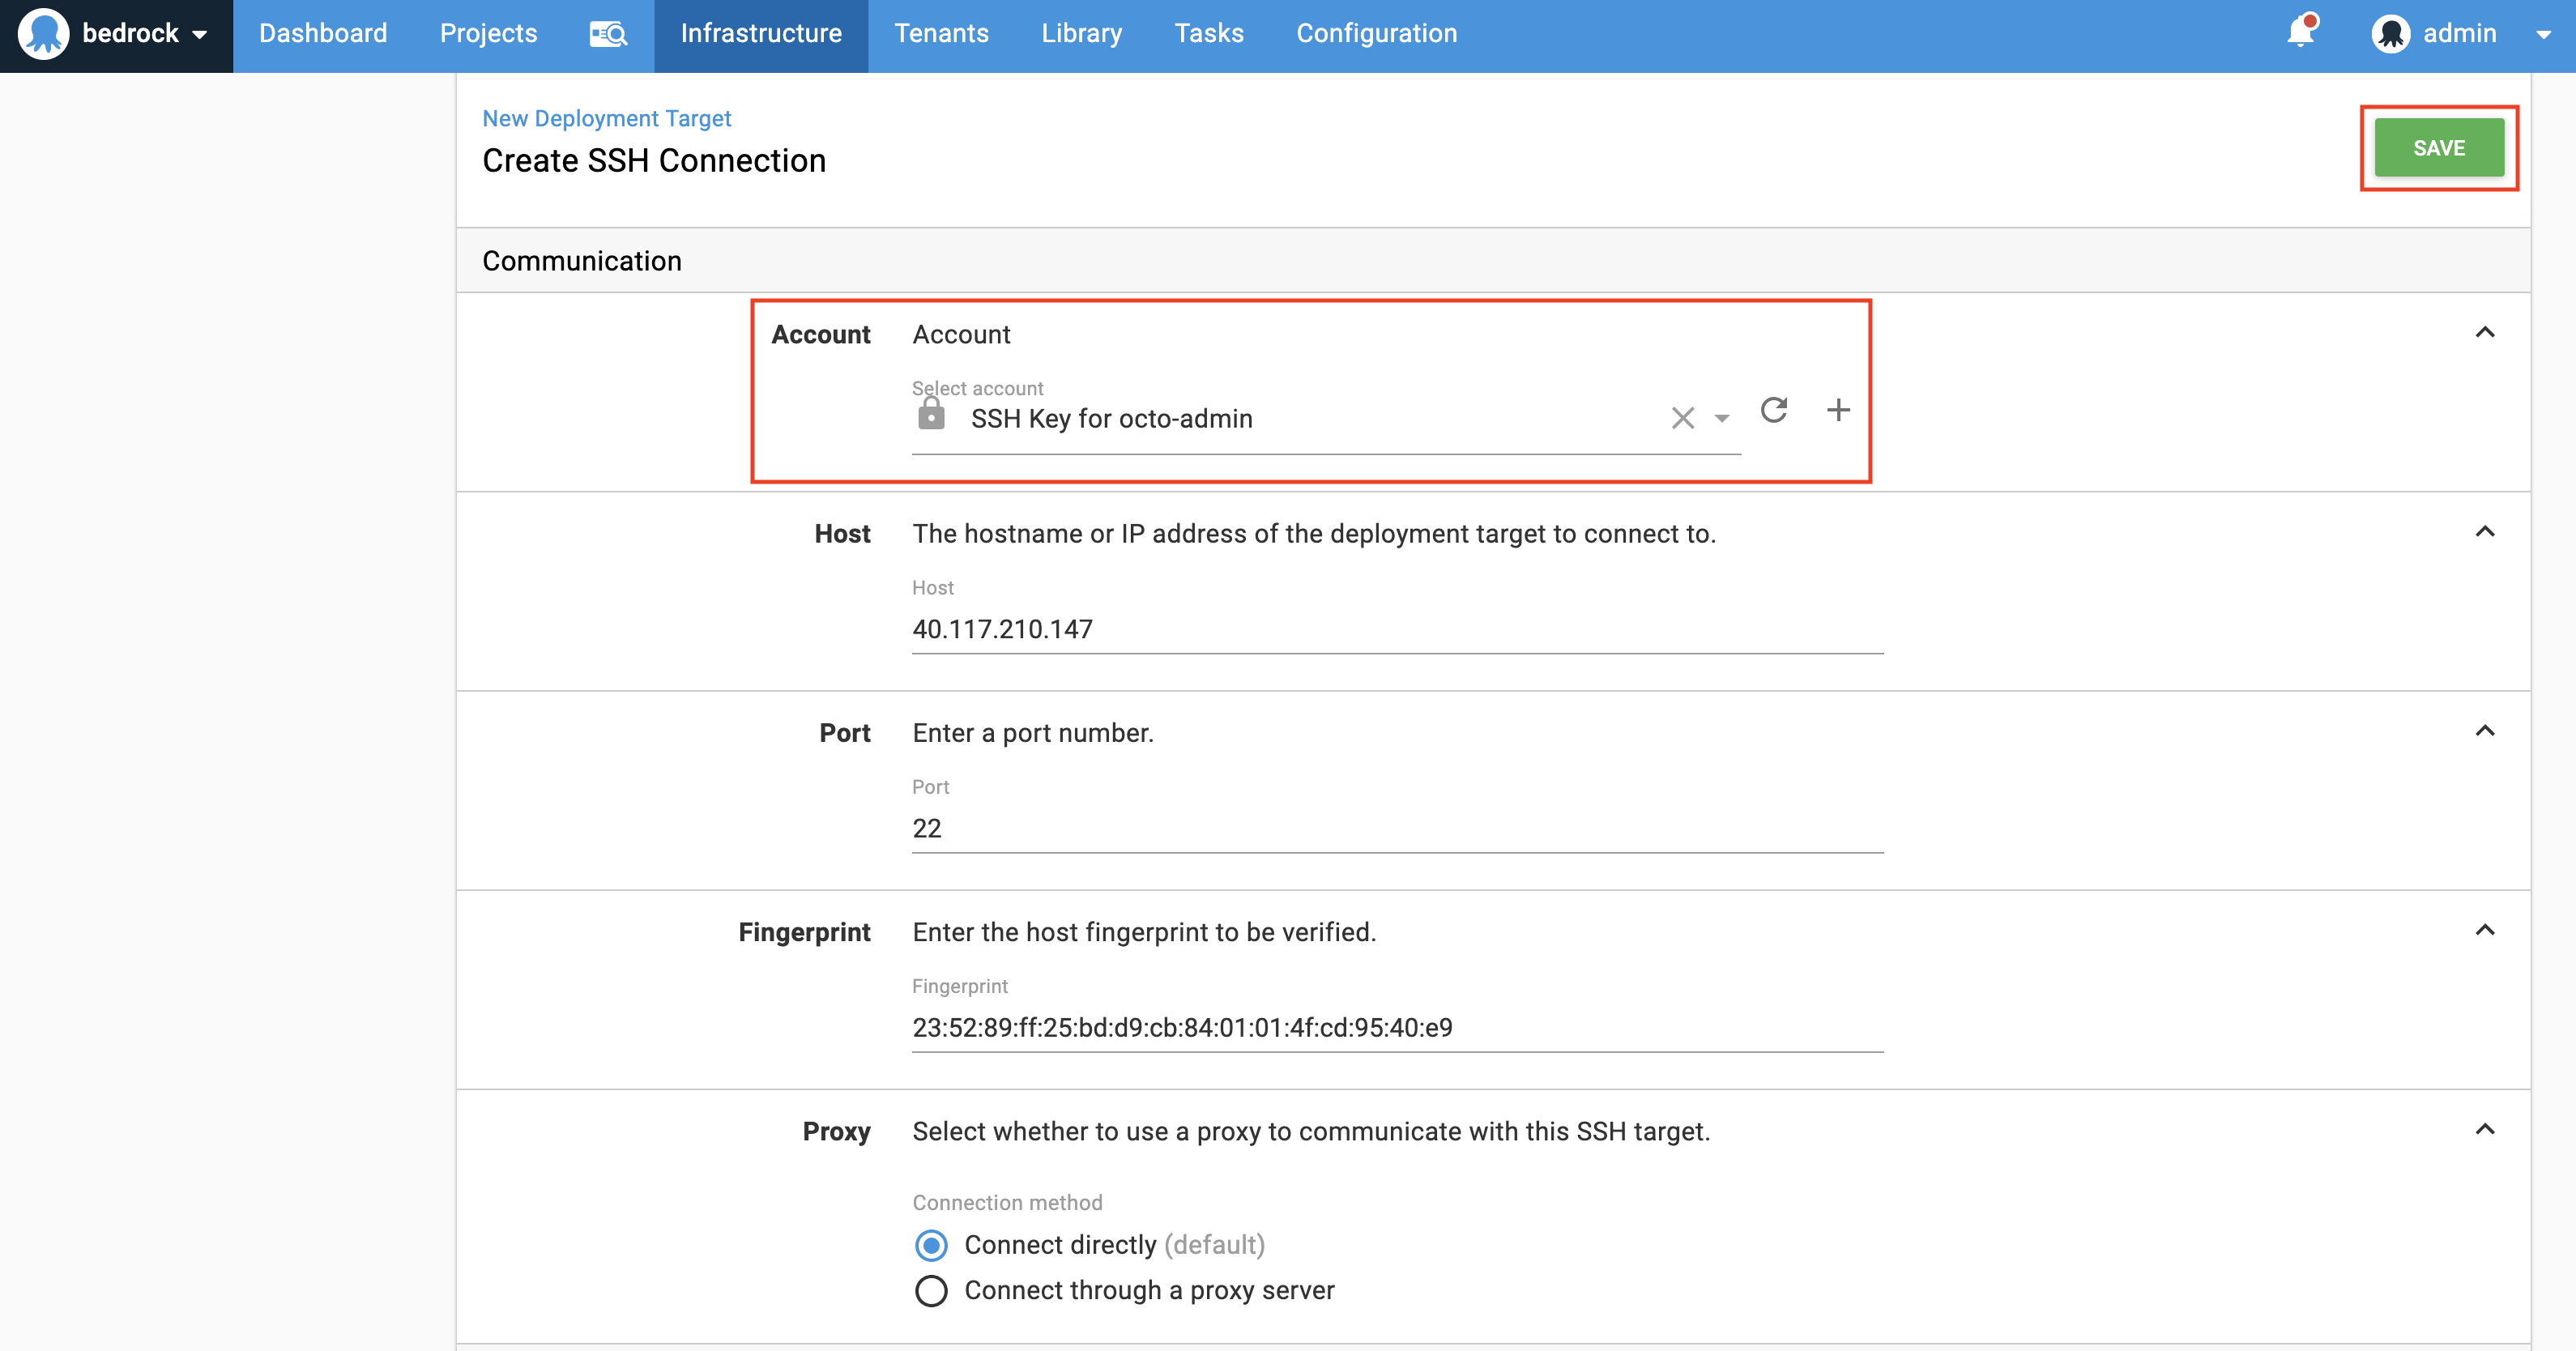 bedrock Dashboard Projects Infrastructure Tenants Library Tasks Configuration admin
New Deployment Target
Create SSH Connection
SAVE
Communication
Account Account
Select account
SSH Key for octo-admin
Host The hostname or IP address of the deployment target to connect to.
Host
40.117.210.147
Port Enter a port number.
Port
22
Fingerprint Enter the host fingerprint to be verified.
Fingerprint
23:52:89:ff:25:bd:d9:cb:84:01:01:4f:cd:95:40:e9
Proxy Select whether to use a proxy to communicate with this SSH target.
Connection method
Connect directly (default)
Connect through a proxy server